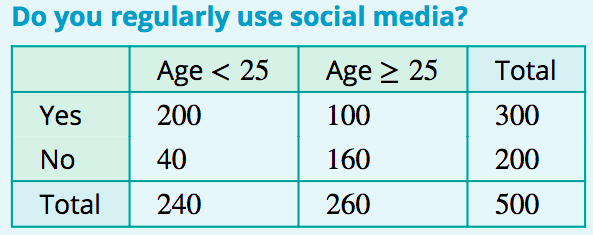 Do you regularly use social media?
Age < 25 Age ≥ 25 Total
Yes 200 100 300
No 40 160 200
Total 240 260 500